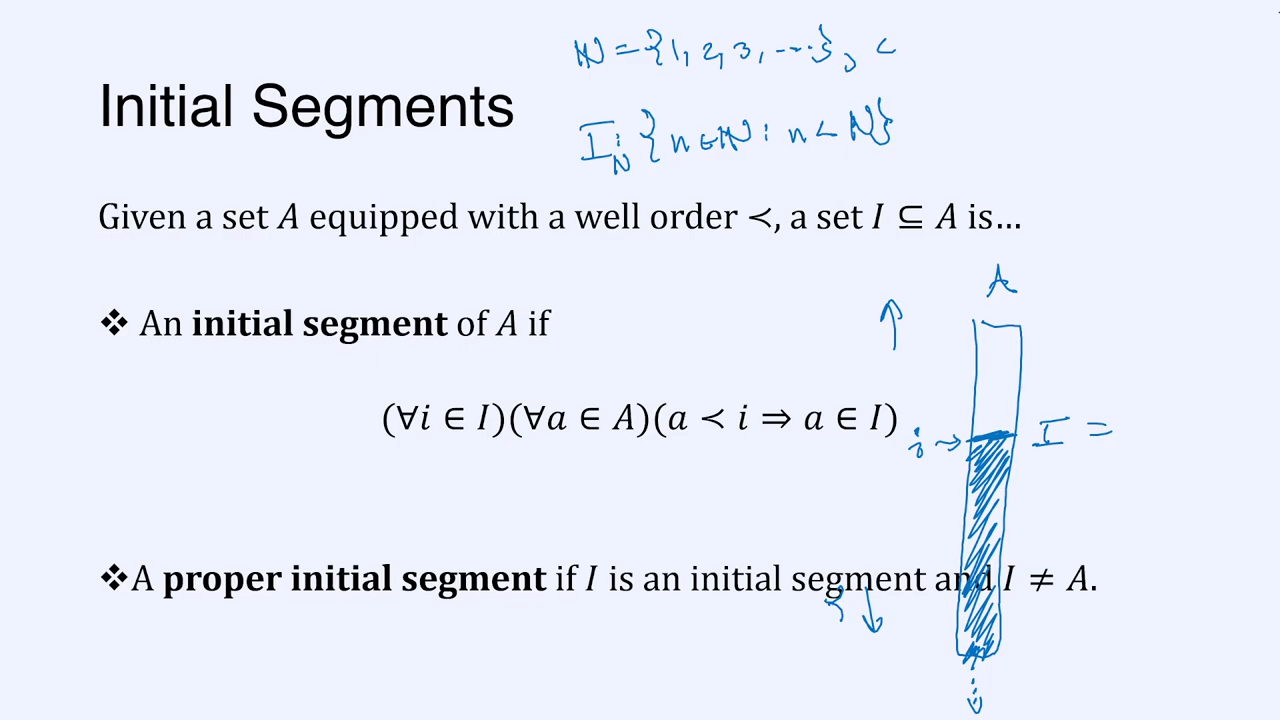 ℕ = {1, 2, 3, ...}, <
Initial Segments
I_N : {n ∈ ℕ : n < N}
Given a set A equipped with a well order ≺, a set I ⊆ A is…
A
❖ An initial segment of A if
(∀i ∈ I)(∀a ∈ A)(a ≺ i ⇒ a ∈ I)
i → I =
❖A proper initial segment if I is an initial segment and I ≠ A.